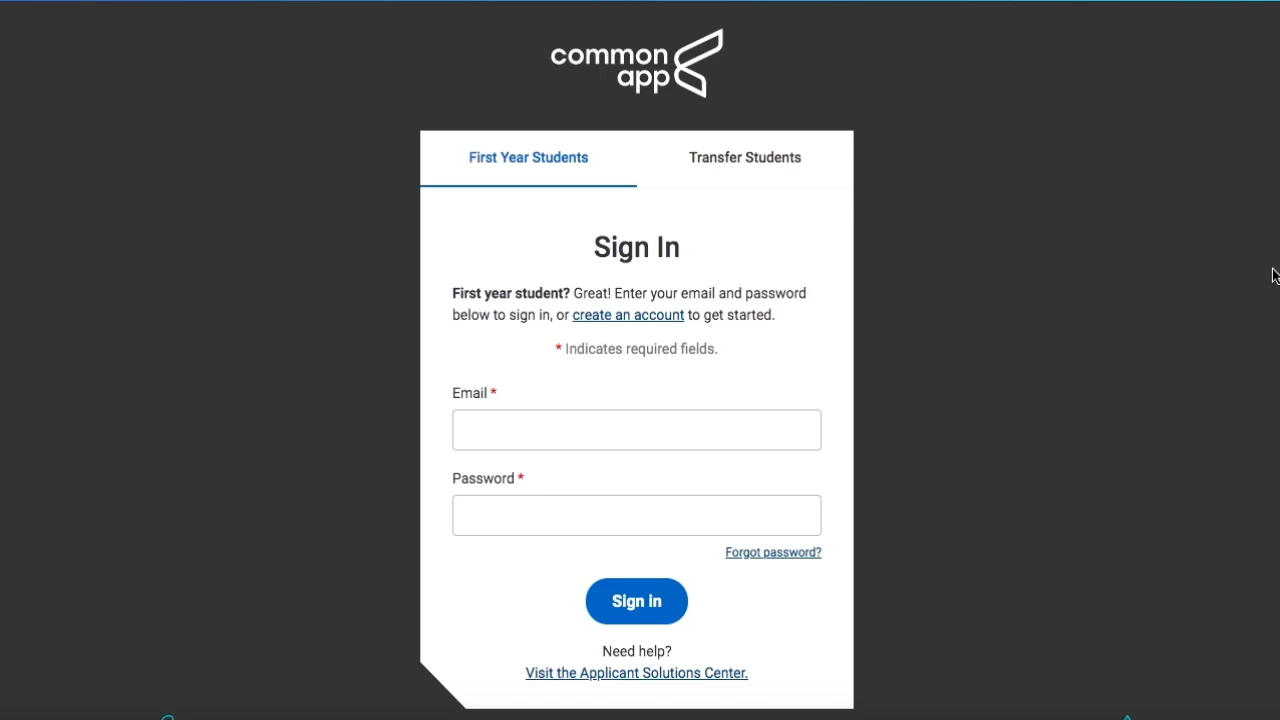 common
app
First Year Students
Transfer Students
Sign In
First year student? Great! Enter your email and password
below to sign in, or create an account to get started.
* Indicates required fields.
Email *
Password *
Forgot password?
Sign in
Need help?
Visit the Applicant Solutions Center.